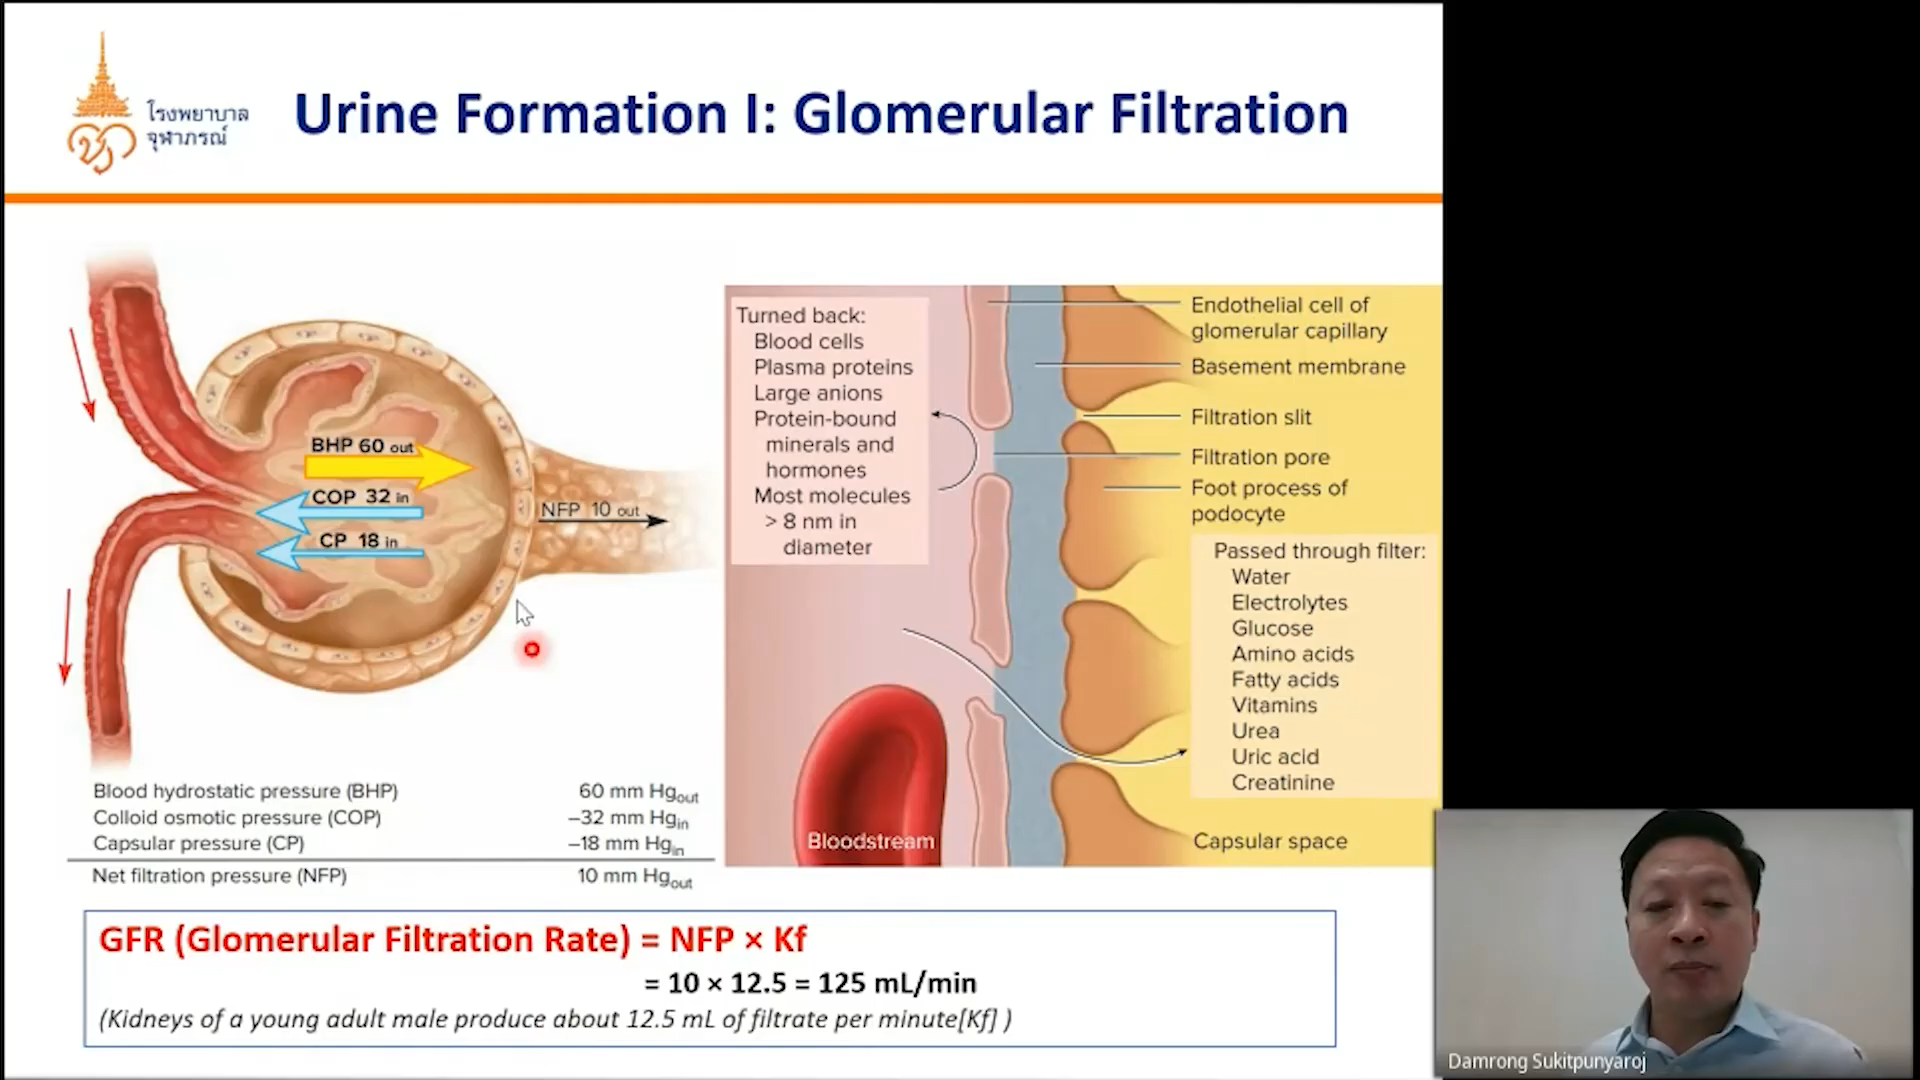 โรงพยาบาล
จุฬาภรณ์
Urine Formation I: Glomerular Filtration
BHP 60 out
COP 32 in
CP 18 in
NFP 10 out
Blood hydrostatic pressure (BHP) 60 mm Hgout
Colloid osmotic pressure (COP) –32 mm Hgin
Capsular pressure (CP) –18 mm Hgin
Net filtration pressure (NFP) 10 mm Hgout
Turned back:
Blood cells
Plasma proteins
Large anions
Protein-bound
minerals and
hormones
Most molecules
> 8 nm in
diameter
Bloodstream
Endothelial cell of
glomerular capillary
Basement membrane
Filtration slit
Filtration pore
Foot process of
podocyte
Passed through filter:
Water
Electrolytes
Glucose
Amino acids
Fatty acids
Vitamins
Urea
Uric acid
Creatinine
Capsular space
GFR (Glomerular Filtration Rate) = NFP × Kf
= 10 × 12.5 = 125 mL/min
(Kidneys of a young adult male produce about 12.5 mL of filtrate per minute[Kf] )
Damrong Sukitpunyaroj